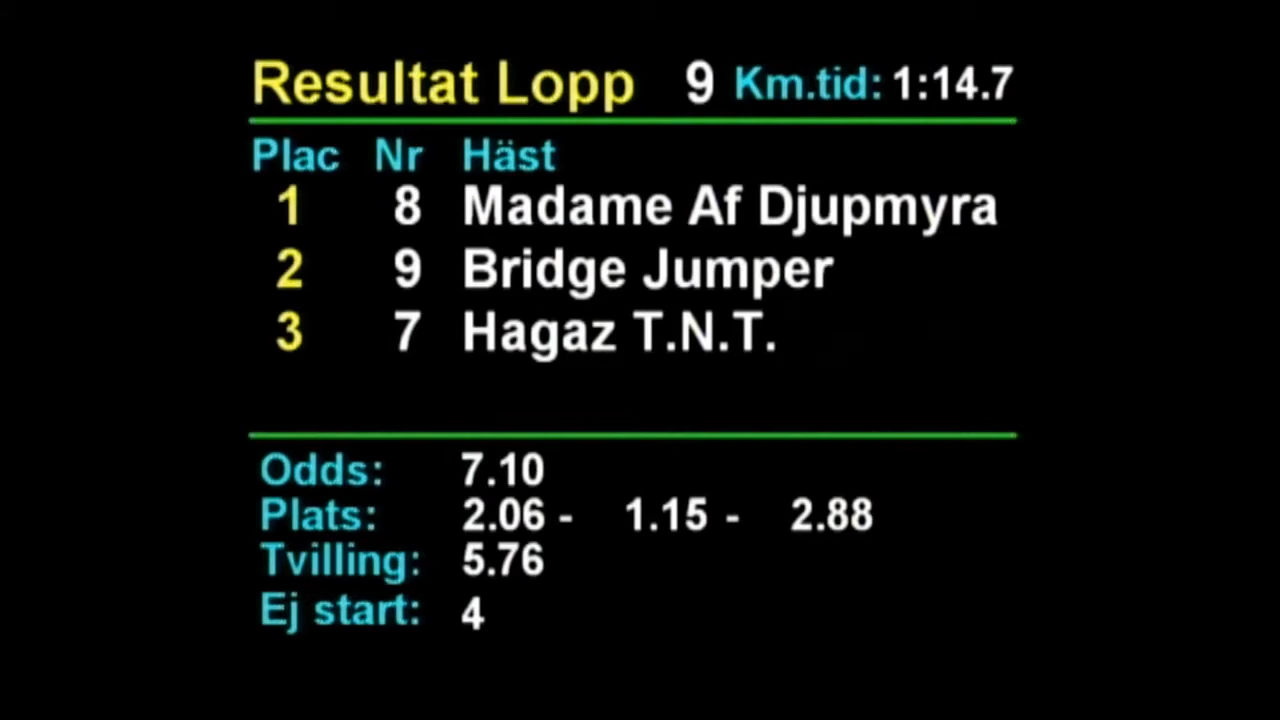 Resultat Lopp 9 Km.tid: 1:14.7
Plac Nr Häst
1 8 Madame Af Djupmyra
2 9 Bridge Jumper
3 7 Hagaz T.N.T.
Odds: 7.10
Plats: 2.06 - 1.15 - 2.88
Tvilling: 5.76
Ej start: 4